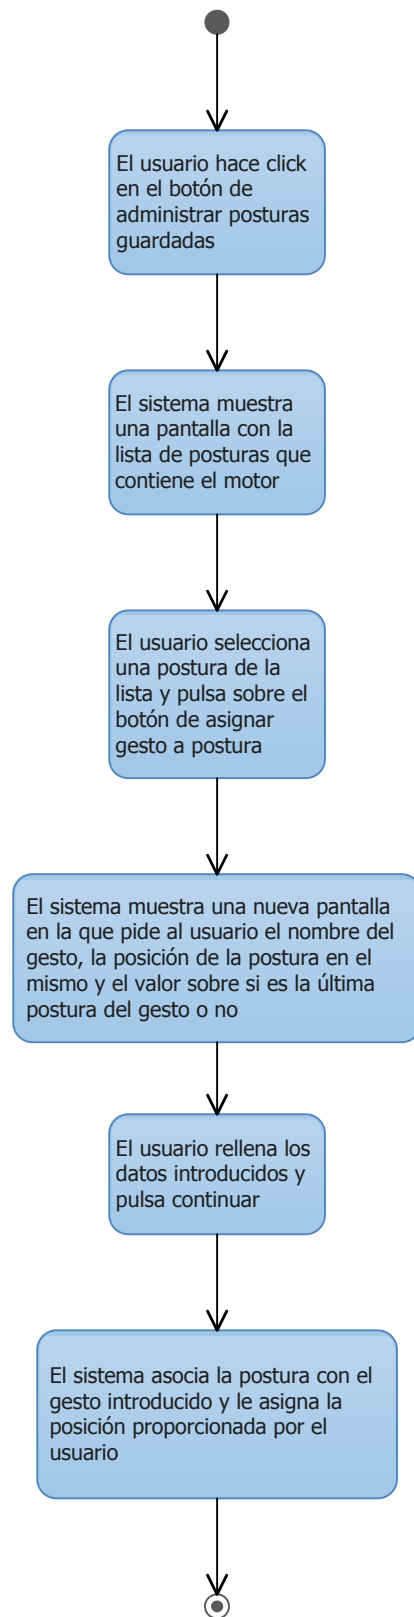 El usuario hace click
en el botón de
administrar posturas
guardadas
El sistema muestra
una pantalla con la
lista de posturas que
contiene el motor
El usuario selecciona
una postura de la
lista y pulsa sobre el
botón de asignar
gesto a postura
El sistema muestra una nueva pantalla
en la que pide al usuario el nombre del
gesto, la posición de la postura en el
mismo y el valor sobre si es la última
postura del gesto o no
El usuario rellena los
datos introducidos y
pulsa continuar
El sistema asocia la postura con el
gesto introducido y le asigna la
posición proporcionada por el
usuario